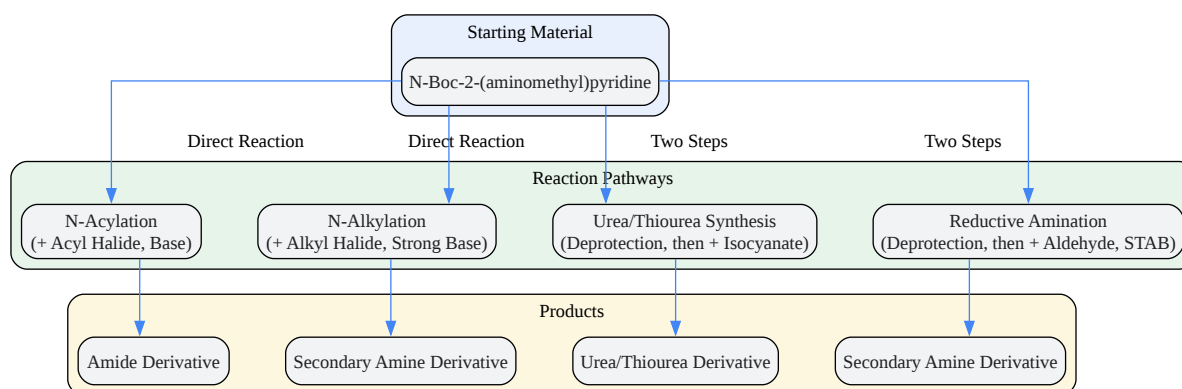 Starting Material
N-Boc-2-(aminomethyl)pyridine
Direct Reaction
Direct Reaction
Two Steps
Two Steps
Reaction Pathways
N-Acylation
(+ Acyl Halide, Base)
N-Alkylation
(+ Alkyl Halide, Strong Base)
Urea/Thiourea Synthesis
(Deprotection, then + Isocyanate)
Reductive Amination
(Deprotection, then + Aldehyde, STAB)
Products
Amide Derivative
Secondary Amine Derivative
Urea/Thiourea Derivative
Secondary Amine Derivative